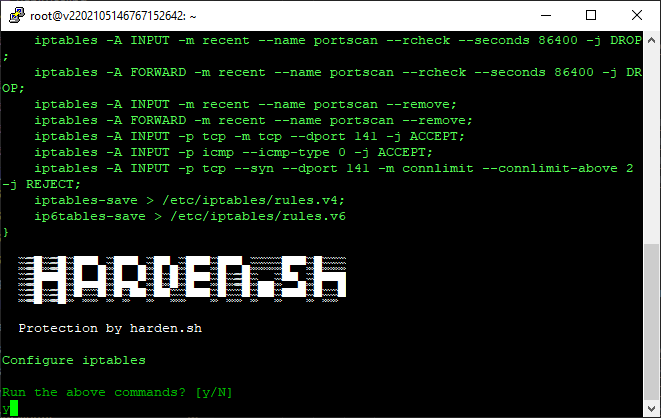 root@v2202105146767152642: ~
iptables -A INPUT -m recent --name portscan --rcheck --seconds 86400 -j DROP
;
iptables -A FORWARD -m recent --name portscan --rcheck --seconds 86400 -j DR
OP;
iptables -A INPUT -m recent --name portscan --remove;
iptables -A FORWARD -m recent --name portscan --remove;
iptables -A INPUT -p tcp -m tcp --dport 141 -j ACCEPT;
iptables -A INPUT -p icmp --icmp-type 0 -j ACCEPT;
iptables -A INPUT -p tcp --syn --dport 141 -m connlimit --connlimit-above 2
-j REJECT;
iptables-save > /etc/iptables/rules.v4;
ip6tables-save > /etc/iptables/rules.v6
}
HARDEN.Sh
Protection by harden.sh
Configure iptables
Run the above commands? [y/N]
y